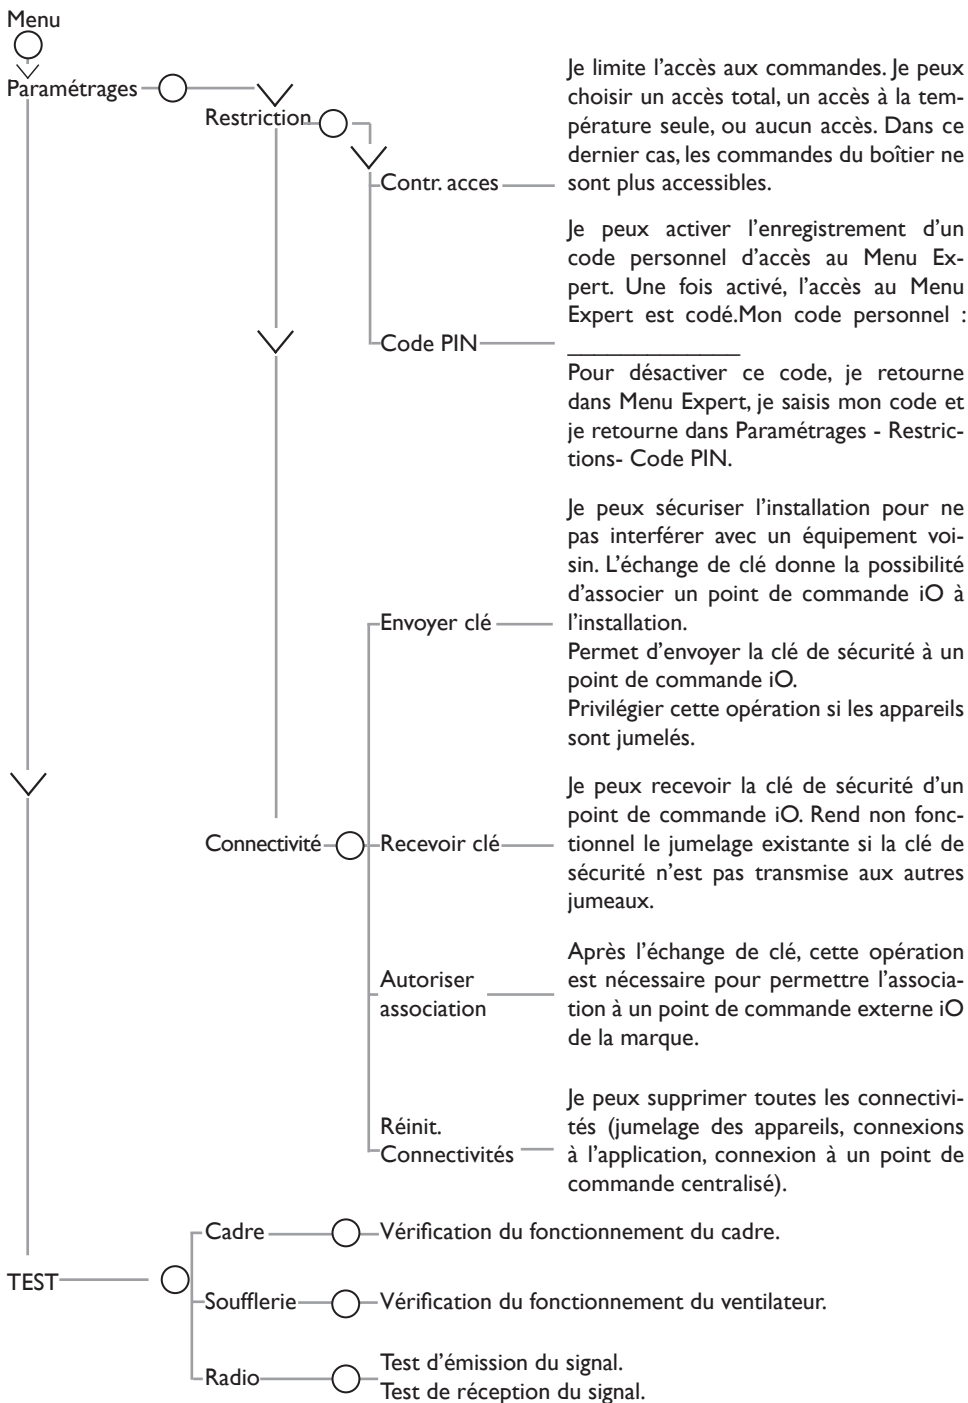 Menu
Paramétrages
Restriction
Contr. acces
Je limite l’accès aux commandes. Je peux
choisir un accès total, un accès à la tem-
pérature seule, ou aucun accès. Dans ce
dernier cas, les commandes du boîtier ne
sont plus accessibles.
Code PIN
Je peux activer l’enregistrement d’un
code personnel d’accès au Menu Ex-
pert. Une fois activé, l’accès au Menu
Expert est codé.Mon code personnel :
______________
Pour désactiver ce code, je retourne
dans Menu Expert, je saisis mon code et
je retourne dans Paramétrages - Restric-
tions- Code PIN.
Connectivité
Envoyer clé
Je peux sécuriser l’installation pour ne
pas interférer avec un équipement voi-
sin. L’échange de clé donne la possibilité
d’associer un point de commande iO à
l’installation.
Permet d’envoyer la clé de sécurité à un
point de commande iO.
Privilégier cette opération si les appareils
sont jumelés.
Recevoir clé
Je peux recevoir la clé de sécurité d’un
point de commande iO. Rend non fonc-
tionnel le jumelage existante si la clé de
sécurité n’est pas transmise aux autres
jumeaux.
Autoriser
association
Après l’échange de clé, cette opération
est nécessaire pour permettre l’associa-
tion à un point de commande externe iO
de la marque.
Réinit.
Connectivités
Je peux supprimer toutes les connectivi-
tés (jumelage des appareils, connexions
à l’application, connexion à un point de
commande centralisé).
TEST
Cadre
Vérification du fonctionnement du cadre.
Soufflerie
Vérification du fonctionnement du ventilateur.
Radio
Test d’émission du signal.
Test de réception du signal.